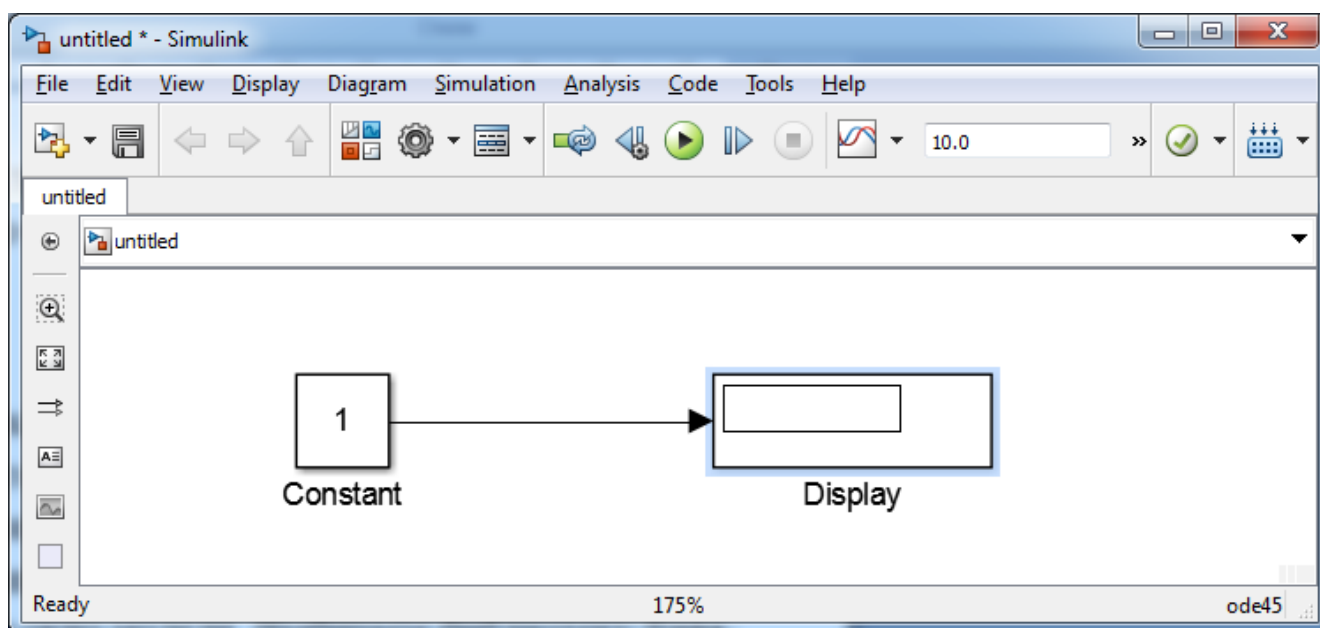 untitled * - Simulink
File Edit View Display Diagram Simulation Analysis Code Tools Help
10.0 »
untitled
untitled
1
Constant
Display
Ready 175% ode45